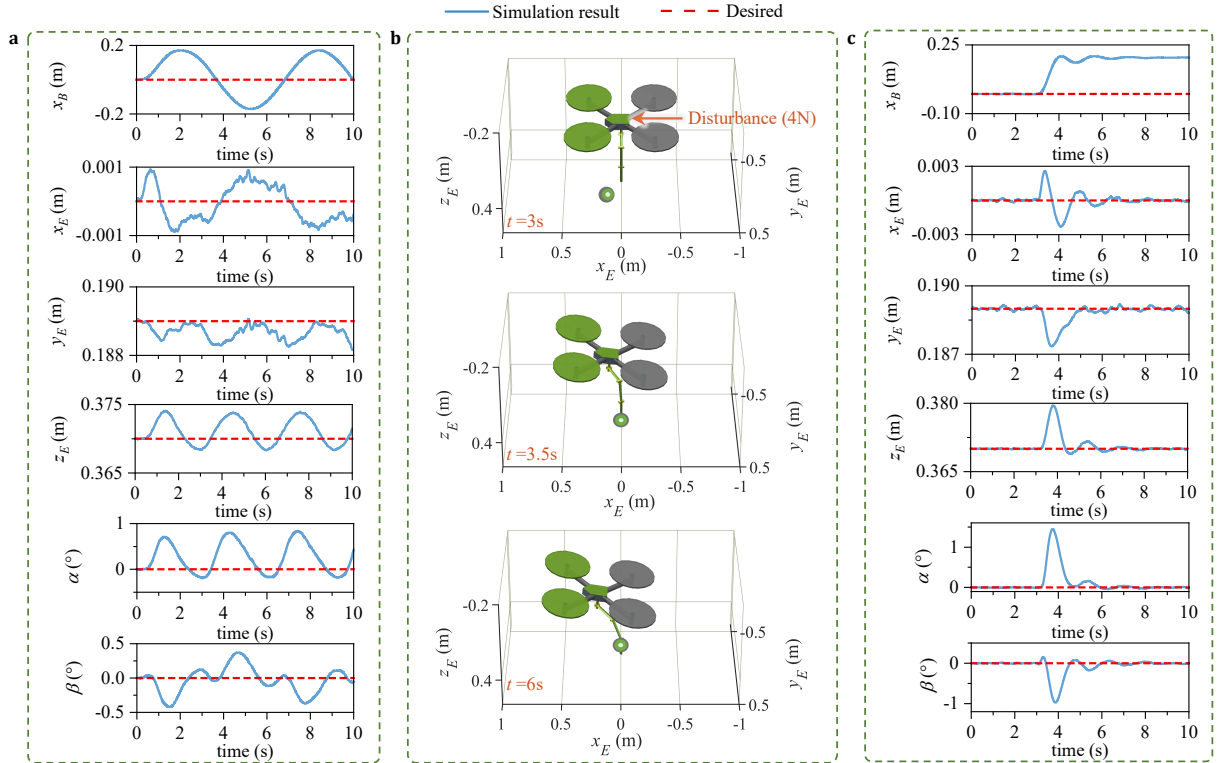 Simulation result
Desired
a
0.2
-0.2
x_B (m)
0 2 4 6 8 10
time (s)
0.001
-0.001
x_E (m)
0 2 4 6 8 10
time (s)
0.190
0.188
y_E (m)
0 2 4 6 8 10
time (s)
0.375
0.365
z_E (m)
0 2 4 6 8 10
time (s)
1
0
α (°)
0 2 4 6 8 10
time (s)
0.5
0.0
-0.5
β (°)
0 2 4 6 8 10
time (s)
b
Disturbance (4N)
-0.2
0.4
z_E (m)
-0.5
0.5
y_E (m)
t =3s
1 0.5 0 -0.5 -1
x_E (m)
-0.2
0.4
z_E (m)
-0.5
0.5
y_E (m)
t =3.5s
1 0.5 0 -0.5 -1
x_E (m)
-0.2
0.4
z_E (m)
-0.5
0.5
y_E (m)
t =6s
1 0.5 0 -0.5 -1
x_E (m)
c
0.25
-0.10
x_B (m)
0 2 4 6 8 10
time (s)
0.003
-0.003
x_E (m)
0 2 4 6 8 10
time (s)
0.190
0.187
y_E (m)
0 2 4 6 8 10
time (s)
0.380
0.365
z_E (m)
0 2 4 6 8 10
time (s)
1
0
α (°)
0 2 4 6 8 10
time (s)
0
-1
β (°)
0 2 4 6 8 10
time (s)